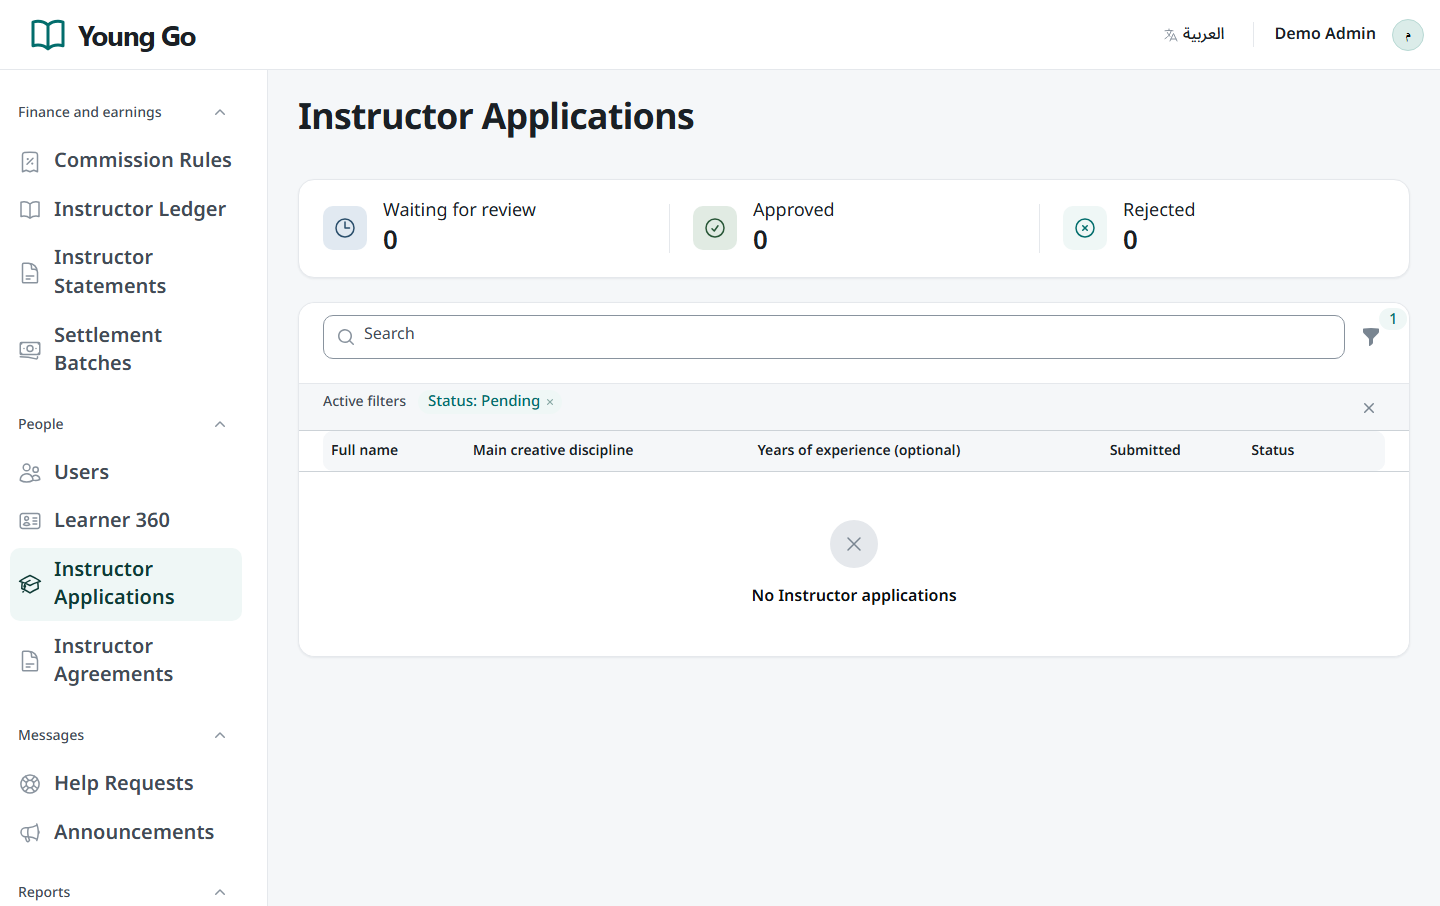 Young Go
العربية
Demo Admin
م
Finance and earnings
Commission Rules
Instructor Ledger
Instructor
Statements
Settlement
Batches
People
Users
Learner 360
Instructor
Applications
Instructor
Agreements
Messages
Help Requests
Announcements
Reports
Instructor Applications
Waiting for review
0
Approved
0
Rejected
0
Search
1
Active filters
Status: Pending ×
Full name
Main creative discipline
Years of experience (optional)
Submitted
Status
No Instructor applications